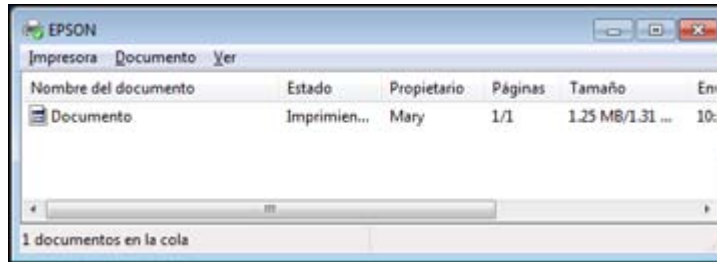 EPSON
Impresora Documento Ver
Nombre del documento Estado Propietario Páginas Tamaño
Documento Imprimien... Mary 1/1 1.25 MB/1.31 ...
1 documentos en la cola